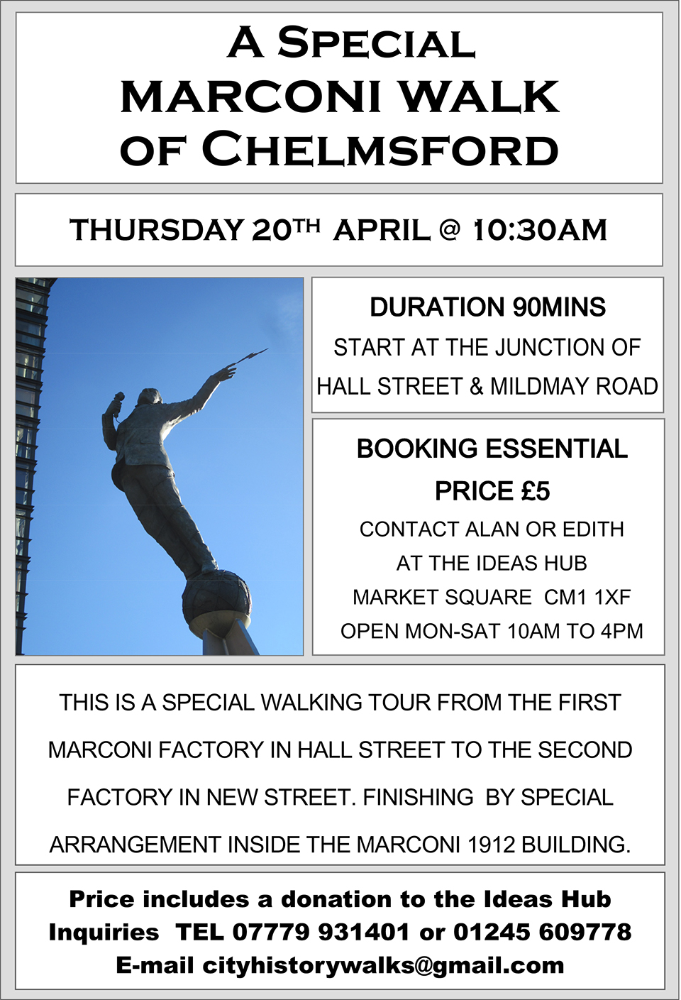 A SPECIAL
MARCONI WALK
OF CHELMSFORD
THURSDAY 20TH APRIL @ 10:30AM
DURATION 90MINS
START AT THE JUNCTION OF
HALL STREET & MILDMAY ROAD
BOOKING ESSENTIAL
PRICE £5
CONTACT ALAN OR EDITH
AT THE IDEAS HUB
MARKET SQUARE CM1 1XF
OPEN MON-SAT 10AM TO 4PM
THIS IS A SPECIAL WALKING TOUR FROM THE FIRST
MARCONI FACTORY IN HALL STREET TO THE SECOND
FACTORY IN NEW STREET. FINISHING BY SPECIAL
ARRANGEMENT INSIDE THE MARCONI 1912 BUILDING.
Price includes a donation to the Ideas Hub
Inquiries TEL 07779 931401 or 01245 609778
E-mail cityhistorywalks@gmail.com